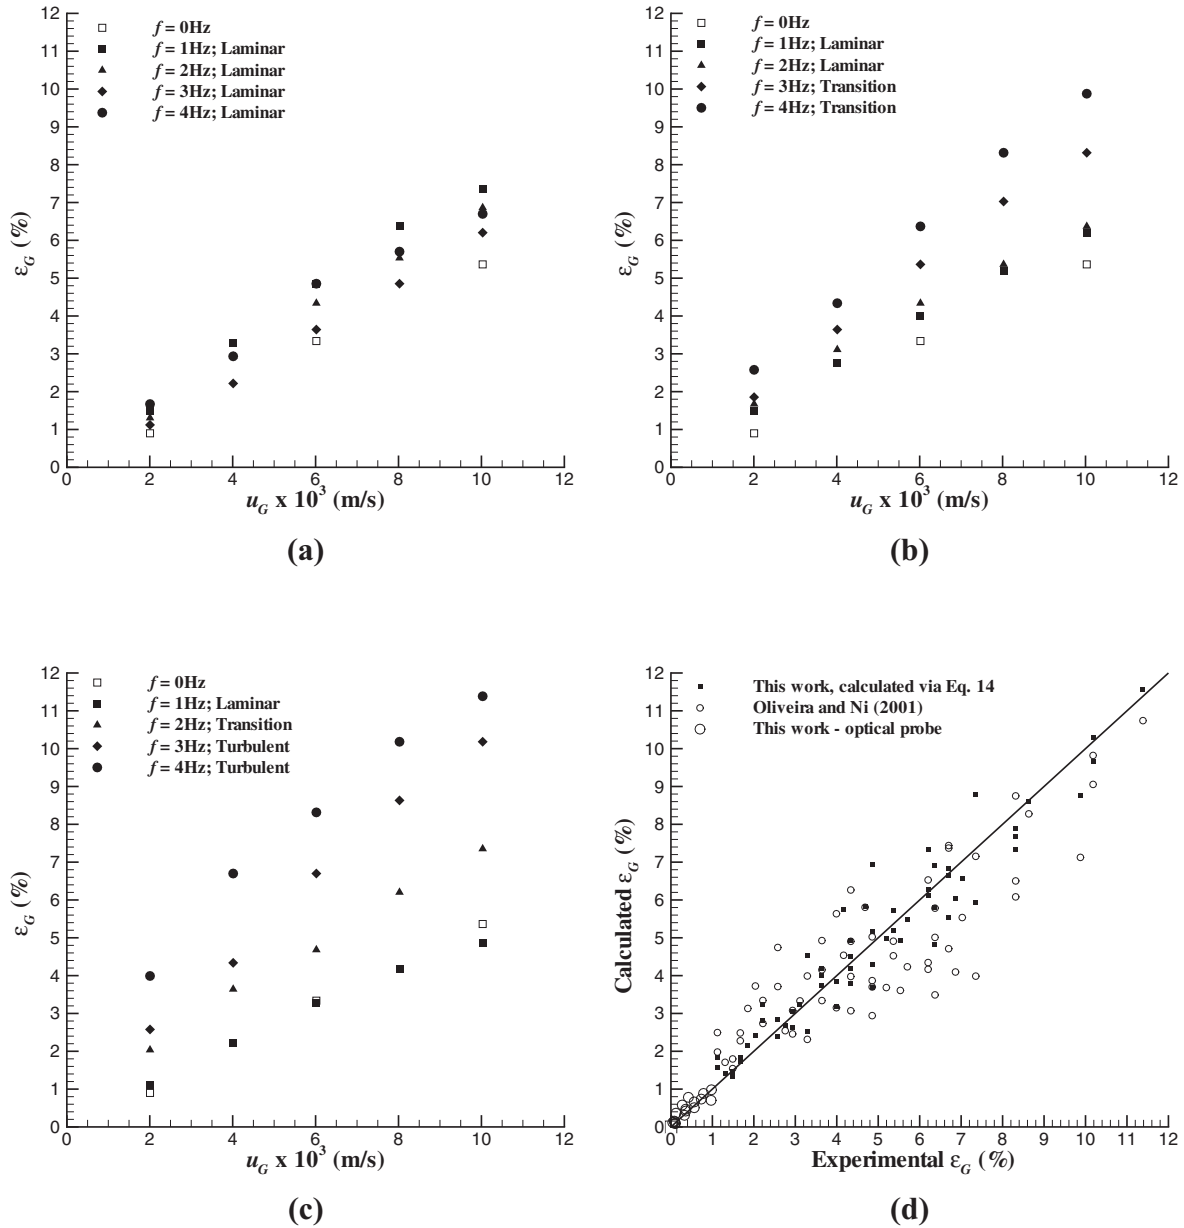 f = 0Hz
f = 1Hz; Laminar
f = 2Hz; Laminar
f = 3Hz; Laminar
f = 4Hz; Laminar
12
11
10
9
8
7
6
5
4
3
2
1
0
0 2 4 6 8 10 12
ε_G (%)
u_G x 10³ (m/s)
(a)
f = 0Hz
f = 1Hz; Laminar
f = 2Hz; Laminar
f = 3Hz; Transition
f = 4Hz; Transition
12
11
10
9
8
7
6
5
4
3
2
1
0
0 2 4 6 8 10 12
ε_G (%)
u_G x 10³ (m/s)
(b)
f = 0Hz
f = 1Hz; Laminar
f = 2Hz; Transition
f = 3Hz; Turbulent
f = 4Hz; Turbulent
12
11
10
9
8
7
6
5
4
3
2
1
0
0 2 4 6 8 10 12
ε_G (%)
u_G x 10³ (m/s)
(c)
This work, calculated via Eq. 14
Oliveira and Ni (2001)
This work - optical probe
12
11
10
9
8
7
6
5
4
3
2
1
0
0 1 2 3 4 5 6 7 8 9 10 11 12
Calculated ε_G (%)
Experimental ε_G (%)
(d)